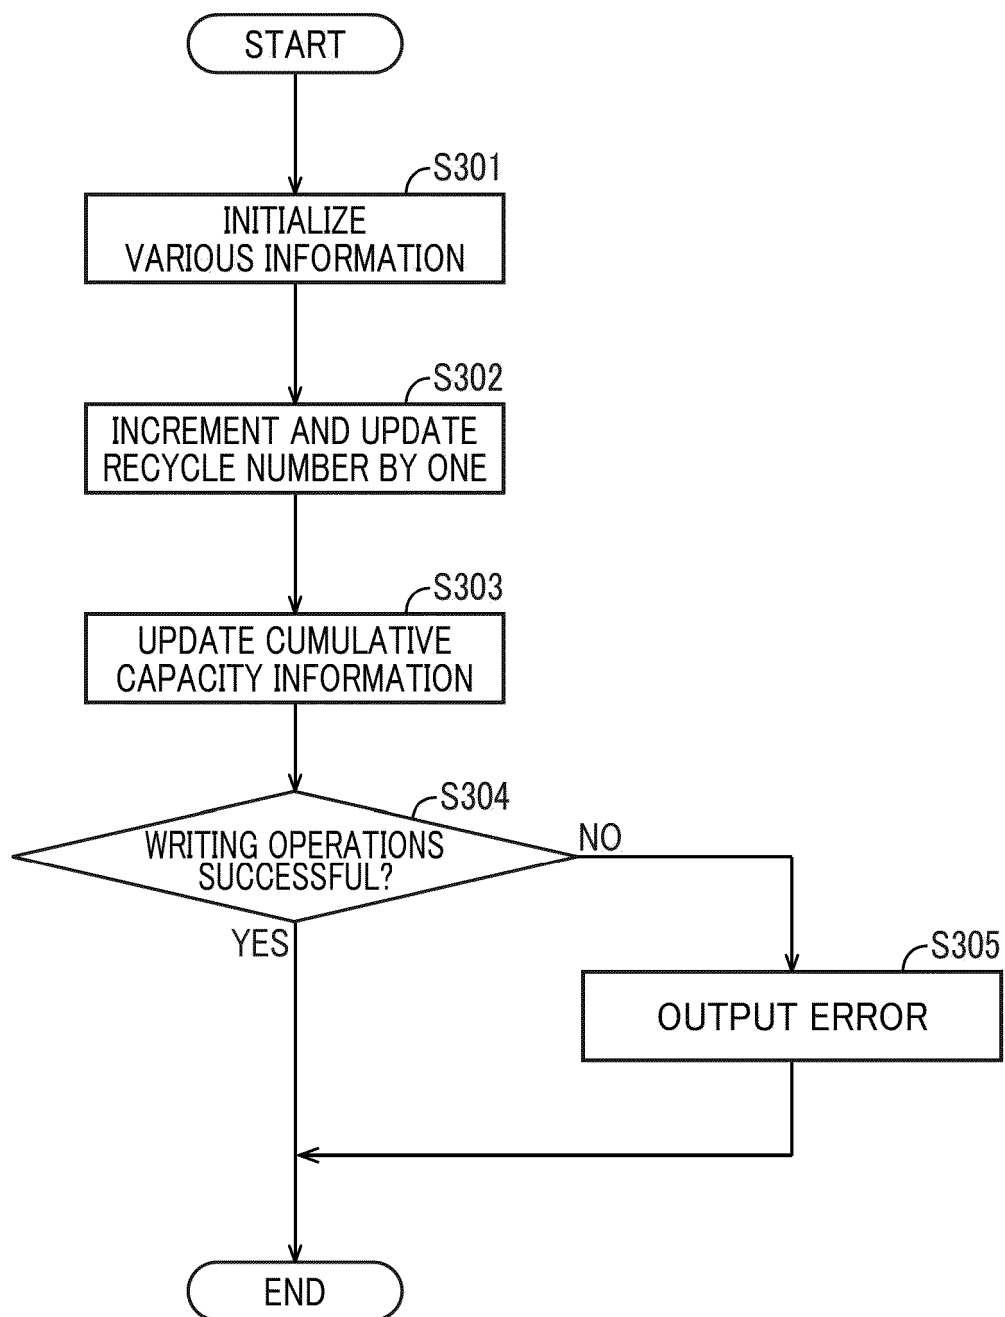 START
S301
INITIALIZE
VARIOUS INFORMATION
S302
INCREMENT AND UPDATE
RECYCLE NUMBER BY ONE
S303
UPDATE CUMULATIVE
CAPACITY INFORMATION
S304
WRITING OPERATIONS
SUCCESSFUL?
NO
YES
S305
OUTPUT ERROR
END